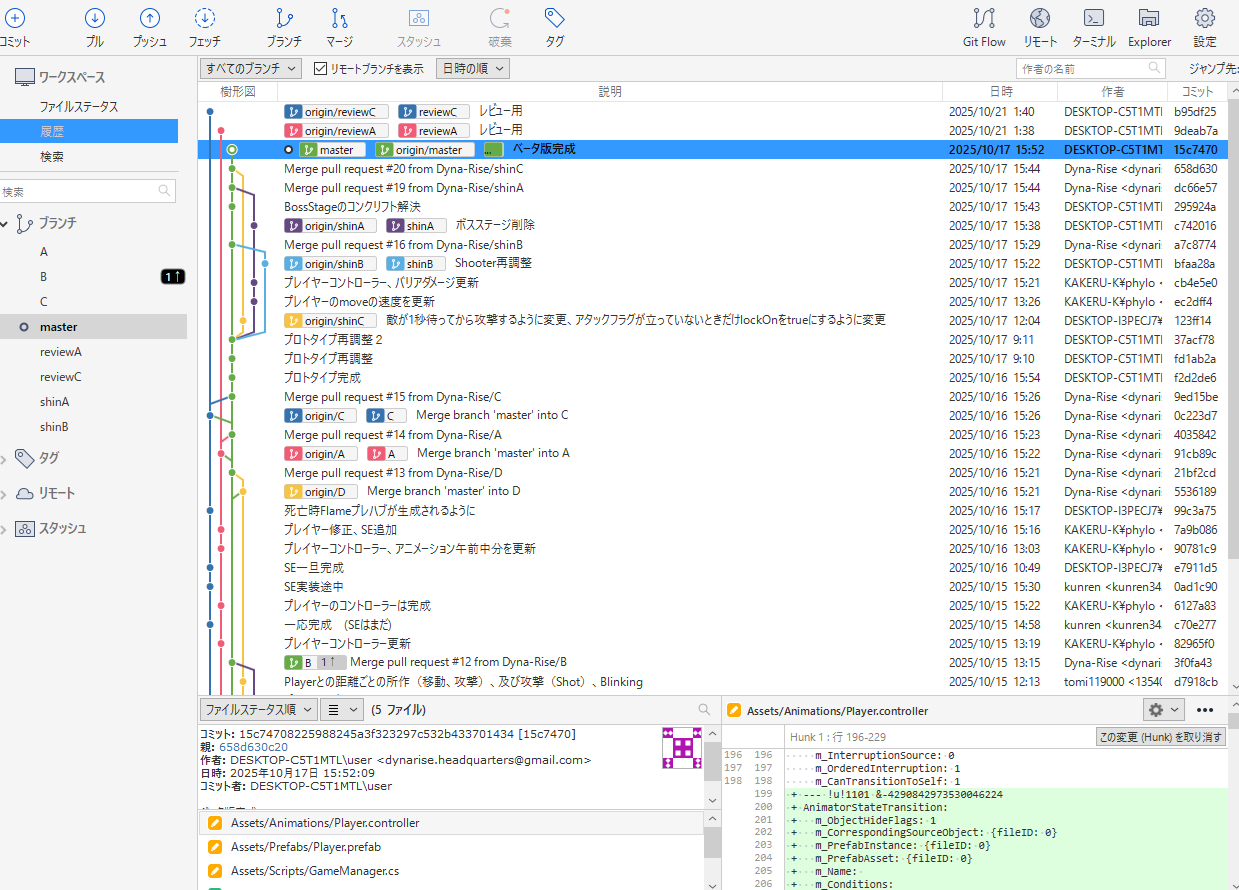 コミット プル プッシュ フェッチ ブランチ マージ スタッシュ 破棄 タグ Git Flow リモート ターミナル Explorer 設定
ワークスペース
ファイルステータス
履歴
検索
検索
ブランチ
A
B 1↑
C
master
reviewA
reviewC
shinA
shinB
タグ
リモート
スタッシュ
すべてのブランチ リモートブランチを表示 日時の順 作者の名前 ジャンプ先:
樹形図 説明 日時 作者 コミット
origin/reviewC reviewC レビュー用 2025/10/21 1:40 DESKTOP-C5T1MTl b95df25
origin/reviewA reviewA レビュー用 2025/10/21 1:38 DESKTOP-C5T1MTl 9deab7a
master origin/master ... ベータ版完成 2025/10/17 15:52 DESKTOP-C5T1M1 15c7470
Merge pull request #20 from Dyna-Rise/shinC 2025/10/17 15:44 Dyna-Rise <dynari 658d630
Merge pull request #19 from Dyna-Rise/shinA 2025/10/17 15:44 Dyna-Rise <dynari dc66e57
BossStageのコンクリフト解決 2025/10/17 15:43 DESKTOP-C5T1MTl 295924a
origin/shinA shinA ボスステージ削除 2025/10/17 15:38 DESKTOP-C5T1MTl c742016
Merge pull request #16 from Dyna-Rise/shinB 2025/10/17 15:29 Dyna-Rise <dynari a7c8774
origin/shinB shinB Shooter再調整 2025/10/17 15:22 DESKTOP-C5T1MTl bfaa28a
プレイヤーコントローラー、バリアダメージ更新 2025/10/17 15:21 KAKERU-K¥phylo cb4e5e0
プレイヤーのmoveの速度を更新 2025/10/17 13:26 KAKERU-K¥phylo ec2dff4
origin/shinC 敵が1秒待ってから攻撃するように変更、アタックフラグが立っていないときだけlockOnをtrueにするように変更 2025/10/17 12:04 DESKTOP-I3PECJ7¥ 123ff14
プロトタイプ再調整２ 2025/10/17 9:11 DESKTOP-C5T1MTl 37acf78
プロトタイプ再調整 2025/10/17 9:10 DESKTOP-C5T1MTl fd1ab2a
プロトタイプ完成 2025/10/16 15:54 DESKTOP-C5T1MTl f2d2de6
Merge pull request #15 from Dyna-Rise/C 2025/10/16 15:26 Dyna-Rise <dynari 9ed15be
origin/C C Merge branch 'master' into C 2025/10/16 15:26 Dyna-Rise <dynari 0c223d7
Merge pull request #14 from Dyna-Rise/A 2025/10/16 15:23 Dyna-Rise <dynari 4035842
origin/A A Merge branch 'master' into A 2025/10/16 15:22 Dyna-Rise <dynari 91cb89c
Merge pull request #13 from Dyna-Rise/D 2025/10/16 15:21 Dyna-Rise <dynari 21bf2cd
origin/D Merge branch 'master' into D 2025/10/16 15:21 Dyna-Rise <dynari 5536189
死亡時Flameプレハブが生成されるように 2025/10/16 15:17 DESKTOP-I3PECJ7¥ 99c3a75
プレイヤー修正、SE追加 2025/10/16 15:16 KAKERU-K¥phylo 7a9b086
プレイヤーコントローラー、アニメーション午前中分を更新 2025/10/16 13:03 KAKERU-K¥phylo 90781c9
SE一旦完成 2025/10/16 10:49 DESKTOP-I3PECJ7¥ e7911d5
SE実装途中 2025/10/15 15:30 kunren <kunren34 0ad1c90
プレイヤーのコントローラーは完成 2025/10/15 15:22 KAKERU-K¥phylo 6127a83
一応完成　(SEはまだ) 2025/10/15 14:58 kunren <kunren34 c70e277
プレイヤーコントローラー更新 2025/10/15 13:19 KAKERU-K¥phylo 82965f0
B 1↑ Merge pull request #12 from Dyna-Rise/B 2025/10/15 13:15 Dyna-Rise <dynari 3f0fa43
Playerとの距離ごとの所作（移動、攻撃）、及び攻撃（Shot）、Blinking 2025/10/15 12:13 tomi119000 <1354( d7918cb
ファイルステータス順 (5 ファイル)
コミット: 15c74708225988245a3f323297c532b433701434 [15c7470]
親: 658d630c20
作者: DESKTOP-C5T1MTL\user <dynarise.headquarters@gmail.com>
日時: 2025年10月17日 15:52:09
コミット者: DESKTOP-C5T1MTL\user
Assets/Animations/Player.controller
Assets/Prefabs/Player.prefab
Assets/Scripts/GameManager.cs
Assets/Animations/Player.controller
Hunk 1 : 行 196-229 この変更 (Hunk) を取り消す
196 196 m_InterruptionSource: 0
197 197 m_OrderedInterruption: 1
198 198 m_CanTransitionToSelf: 1
199 + --- !u!1101 &-4290842973530046224
200 + AnimatorStateTransition:
201 + m_ObjectHideFlags: 1
202 + m_CorrespondingSourceObject: {fileID: 0}
203 + m_PrefabInstance: {fileID: 0}
204 + m_PrefabAsset: {fileID: 0}
205 + m_Name:
206 + m_Conditions: